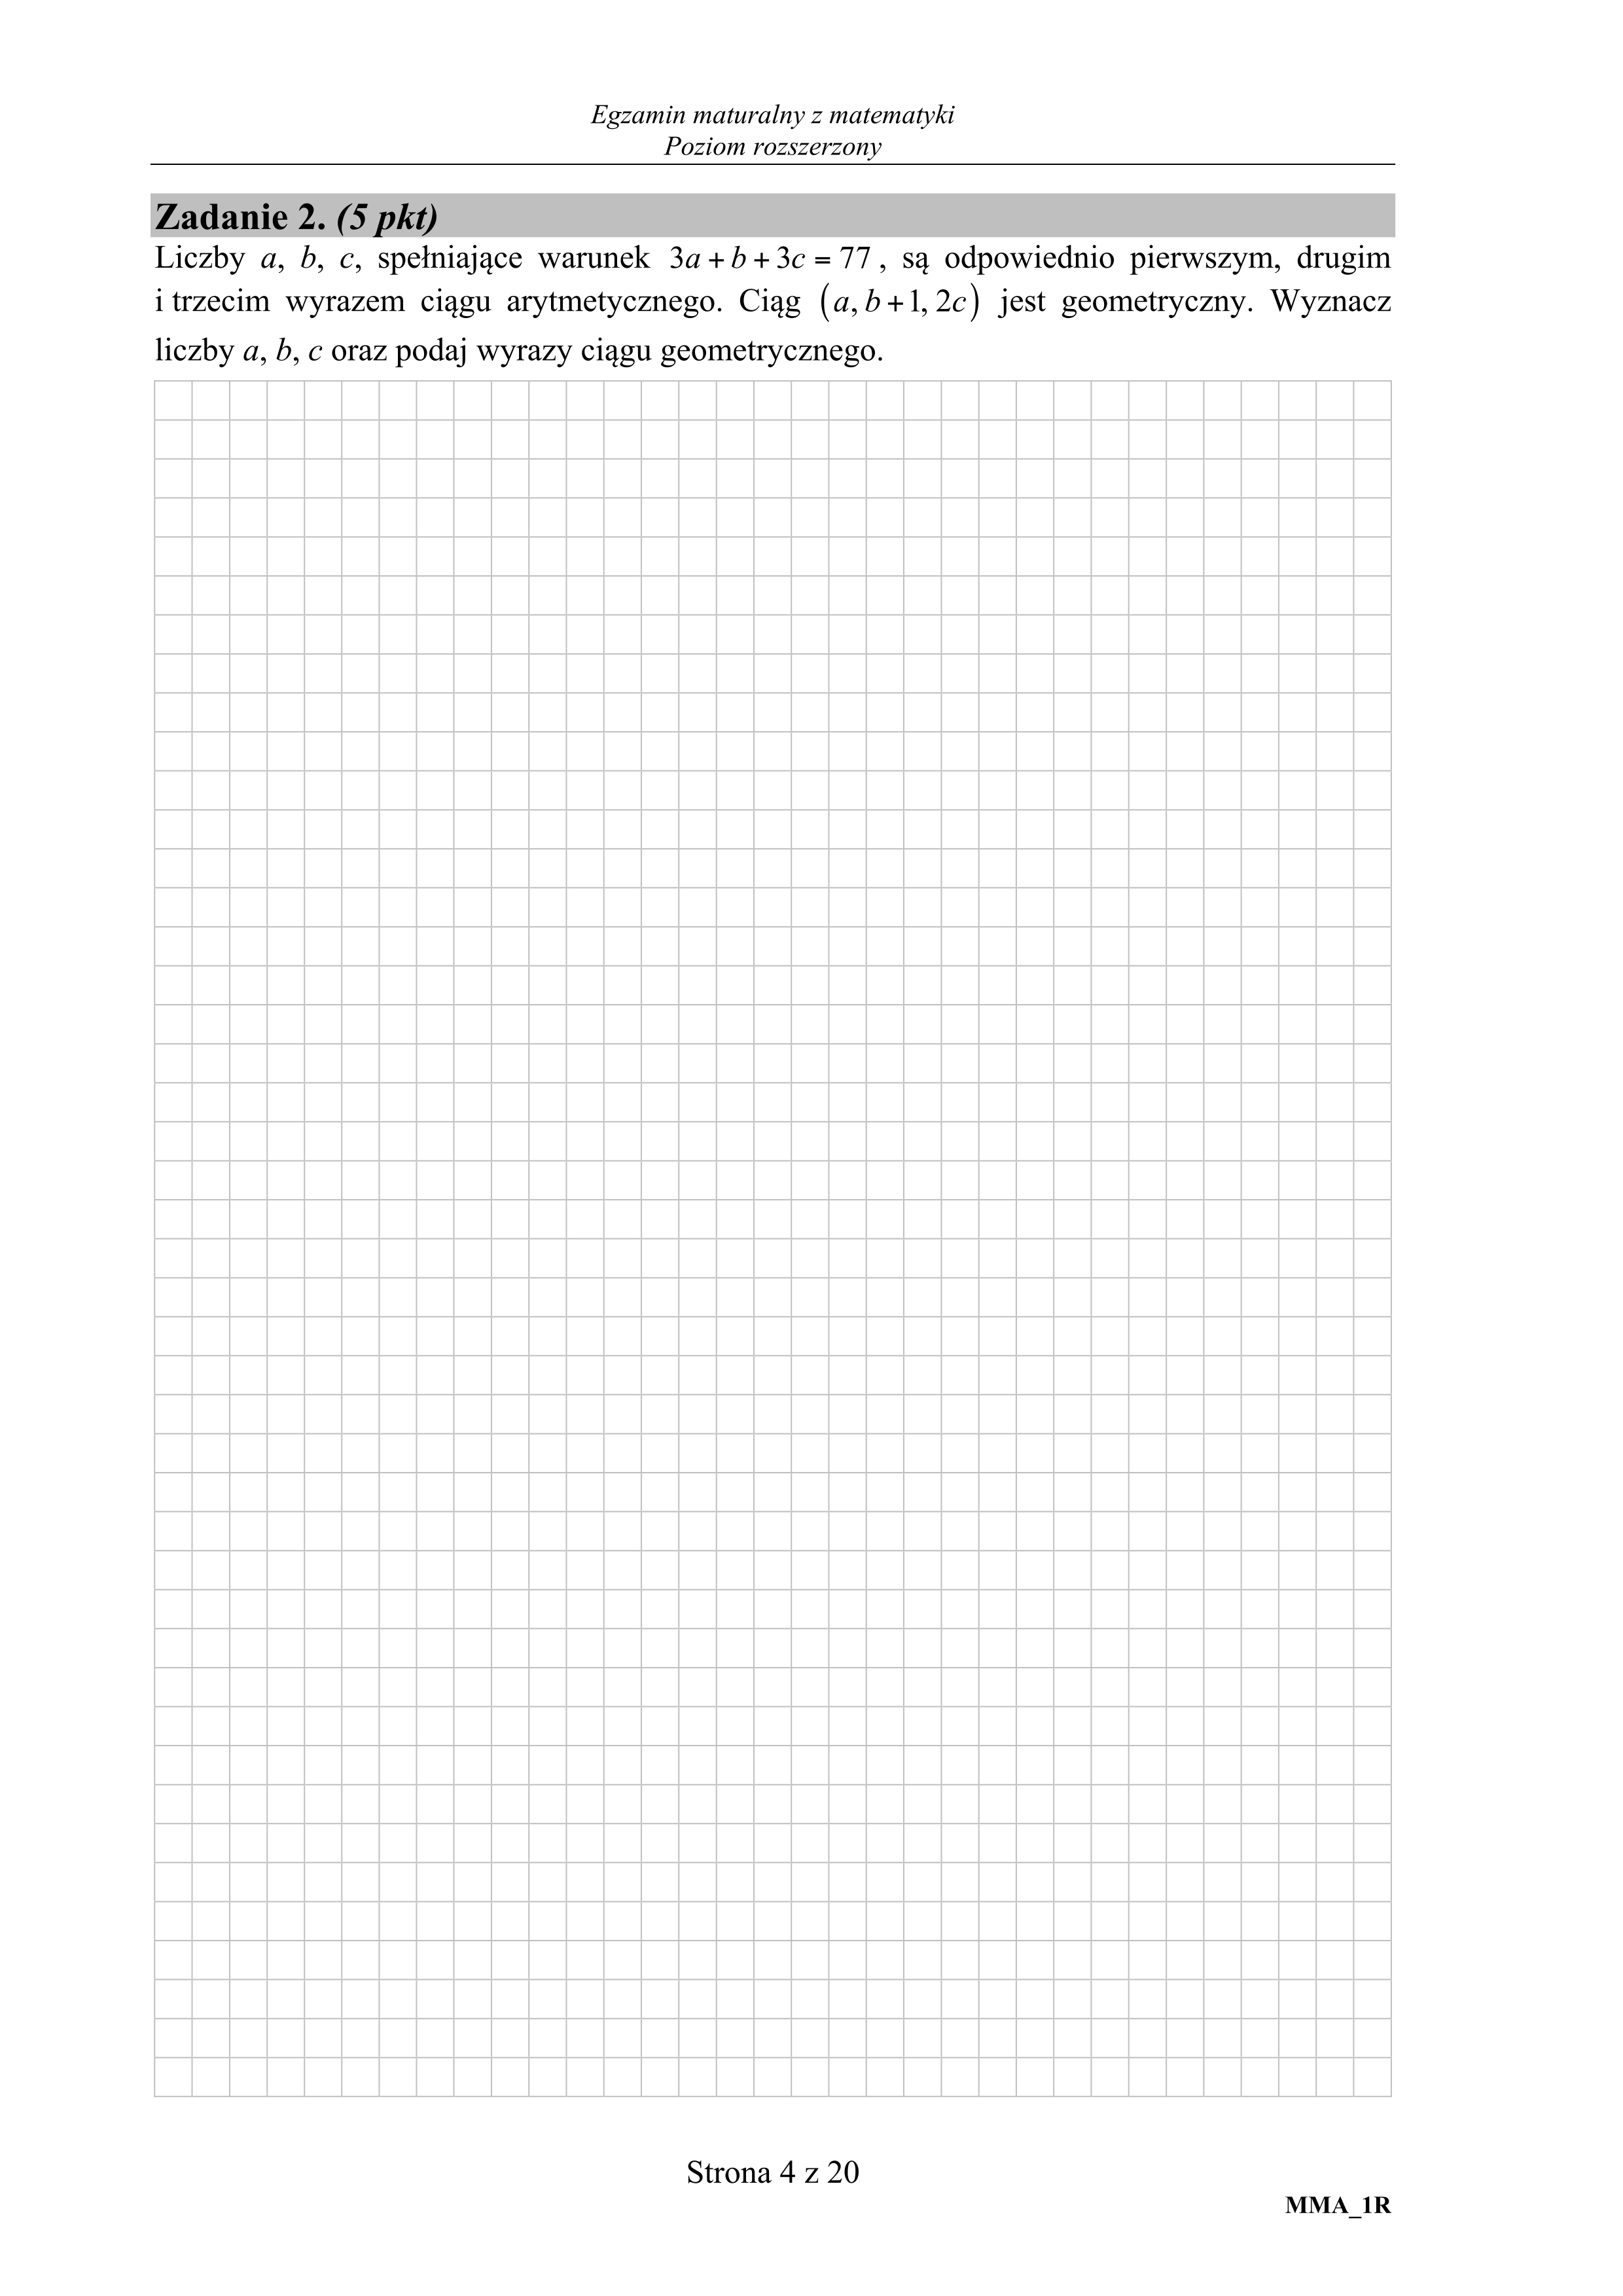 Egzamin maturalny z matematyki
Poziom rozszerzony
Zadanie 2. (5 pkt)
Liczby a, b, c, spełniające warunek 3a + b + 3c = 77 , są odpowiednio pierwszym, drugim
i trzecim wyrazem ciągu arytmetycznego. Ciąg (a, b + 1, 2c) jest geometryczny. Wyznacz
liczby a, b, c oraz podaj wyrazy ciągu geometrycznego.
Strona 4 z 20
MMA_1R